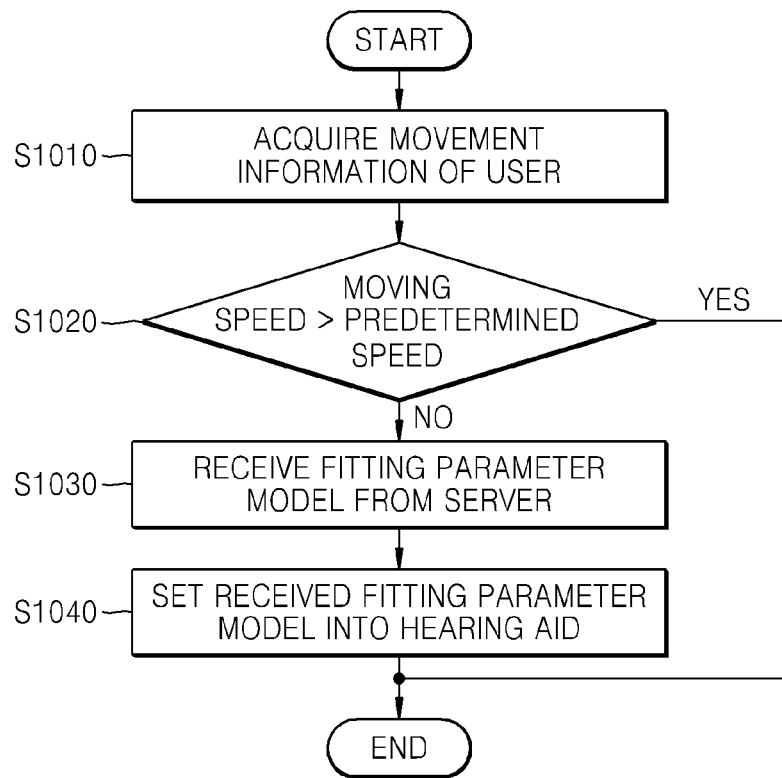 START
S1010
ACQUIRE MOVEMENT
INFORMATION OF USER
S1020
MOVING
SPEED > PREDETERMINED
SPEED
YES
NO
S1030
RECEIVE FITTING PARAMETER
MODEL FROM SERVER
S1040
SET RECEIVED FITTING PARAMETER
MODEL INTO HEARING AID
END